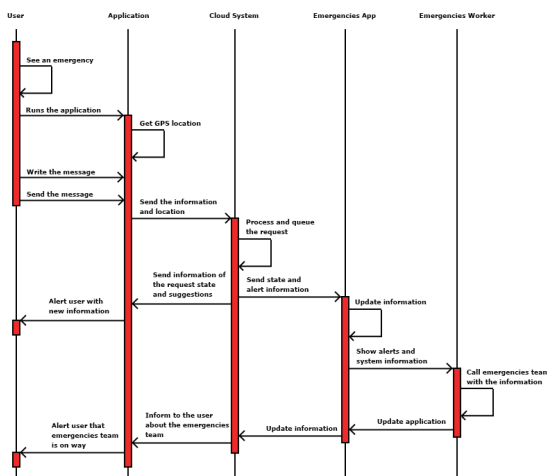 User
Application
Cloud System
Emergencies App
Emergencies Worker
See an emergency
Runs the application
Get GPS location
Write the message
Send the message
Send the information
and location
Process and queue
the request
Send information of
the request state
and suggestions
Send state and
alert information
Alert user with
new information
Update information
Show alerts and
system information
Call emergencies team
with the information
Update application
Update information
Inform to the user
about the emergencies
team
Alert user that
emergencies team
is on way